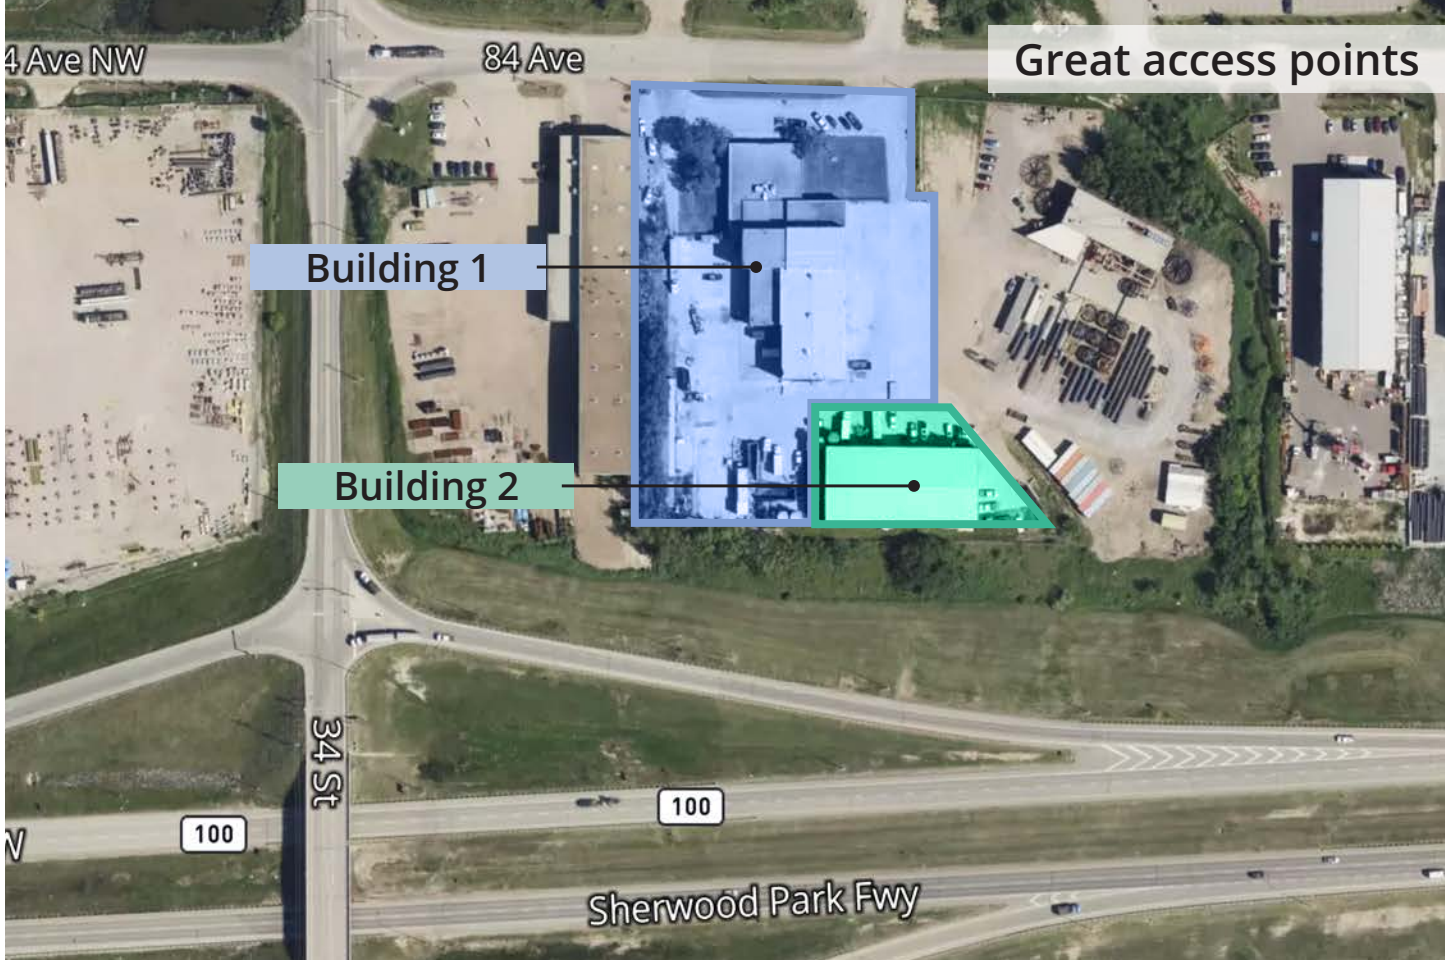 4 Ave NW
84 Ave
Great access points
Building 1
Building 2
34 St
100
100
W
Sherwood Park Fwy